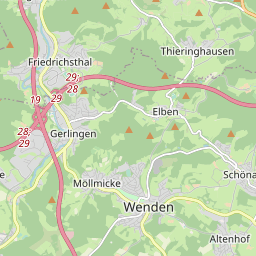 Friedrichsthal
Thieringhausen
29
28
19
29
Elben
28;
29
Gerlingen
Möllmicke
Schöna
Wenden
Altenhof